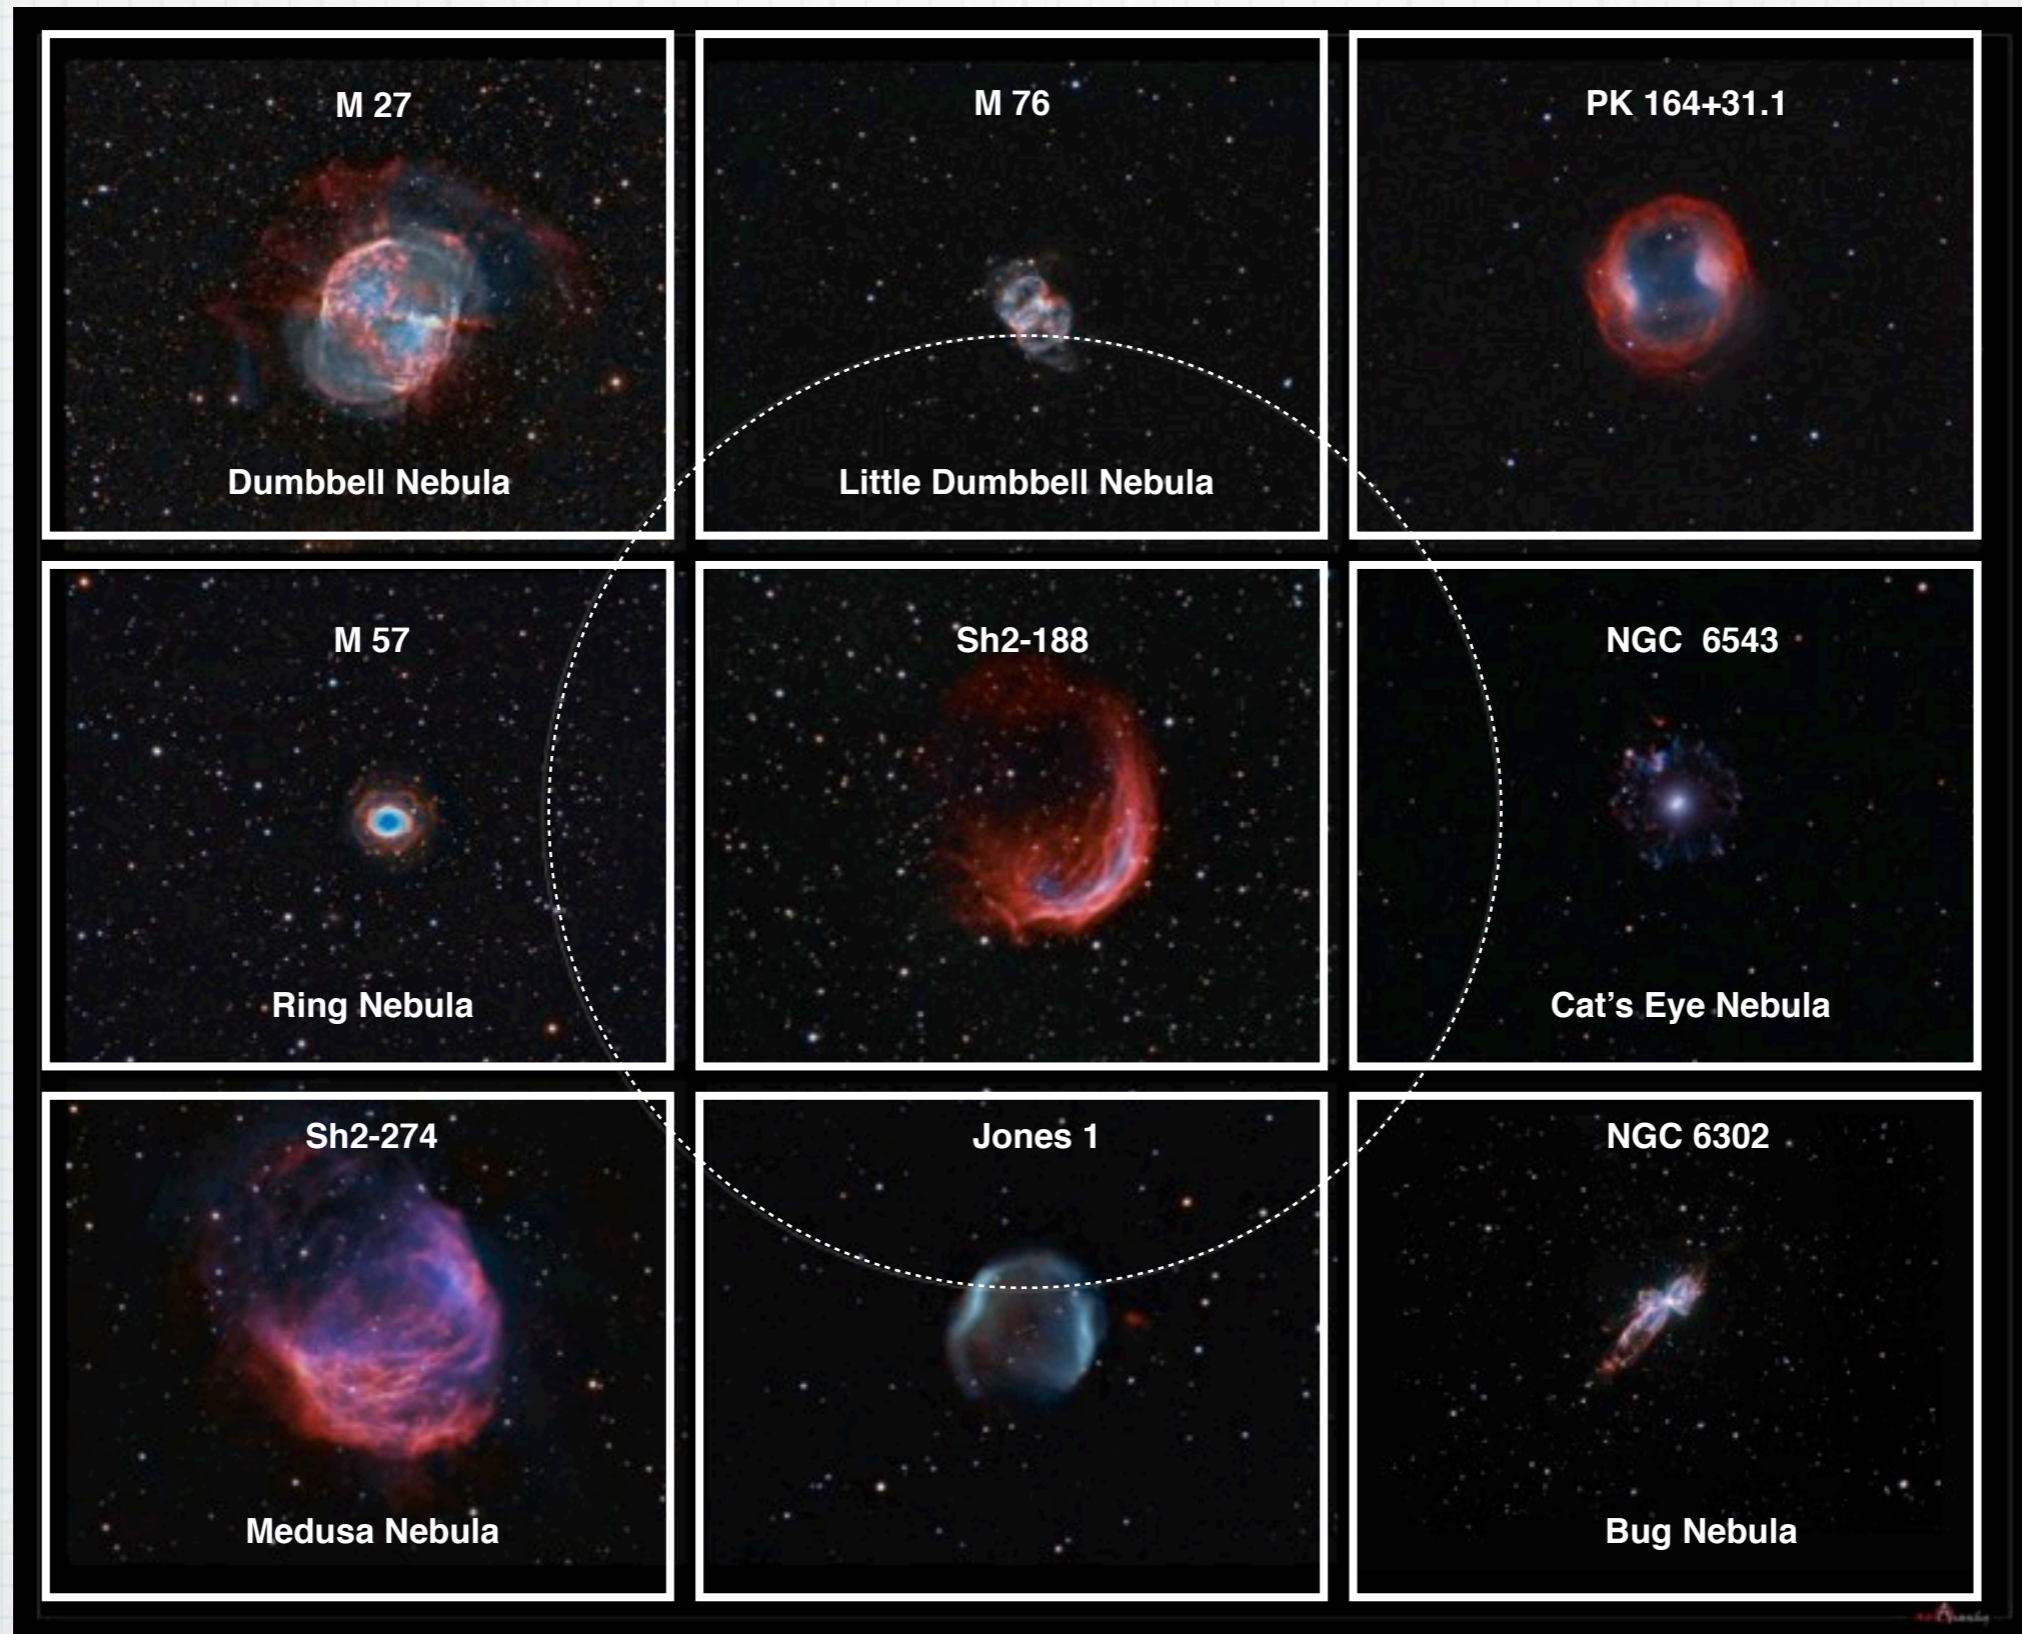 M 27
Dumbbell Nebula
M 76
Little Dumbbell Nebula
PK 164+31.1
M 57
Ring Nebula
Sh2-188
NGC  6543
Cat’s Eye Nebula
Sh2-274
Medusa Nebula
Jones 1
NGC 6302
Bug Nebula